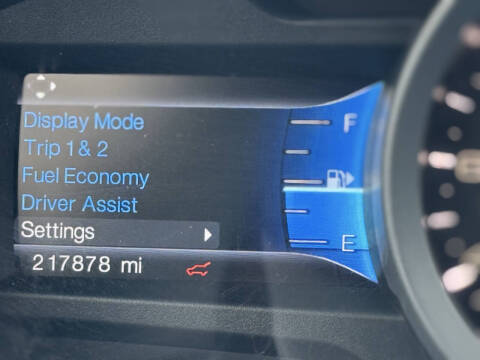 Display Mode
Trip 1 & 2
Fuel Economy
Driver Assist
Settings
217878 mi
F
E